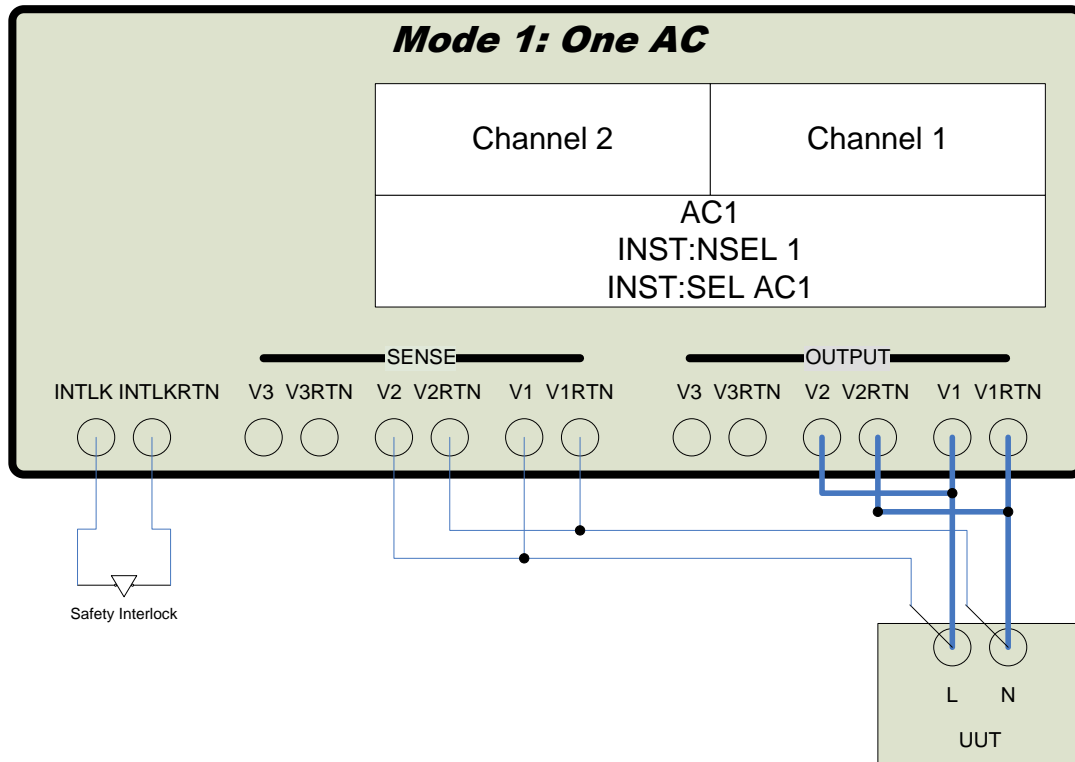 Mode 1: One AC
Channel 2 Channel 1
AC1
INST:NSEL 1
INST:SEL AC1
SENSE OUTPUT
INTLK INTLKRTN V3 V3RTN V2 V2RTN V1 V1RTN V3 V3RTN V2 V2RTN V1 V1RTN
Safety Interlock
L N
UUT